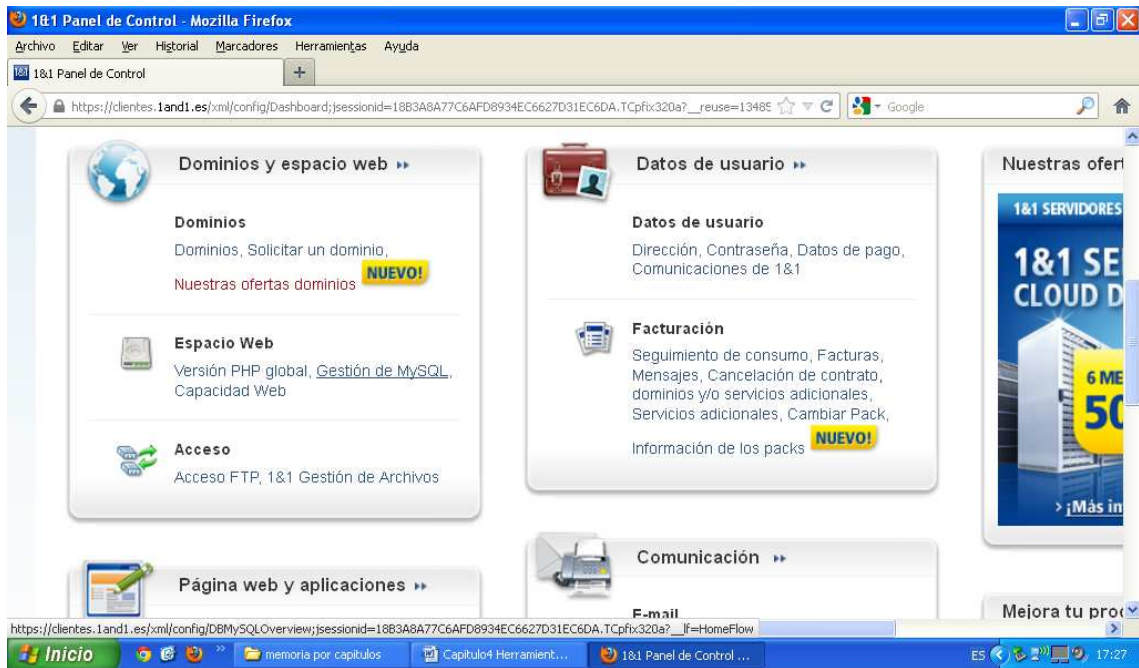 1&1 Panel de Control - Mozilla Firefox
Archivo Editar Ver Historial Marcadores Herramientas Ayuda
1&1 Panel de Control
https://clientes.1and1.es/xml/config/Dashboard;jsessionid=18B3A8A77C6AFD8934EC6627D31EC6DA.TCpfix320a?__reuse=1348
Google
Dominios y espacio web
Dominios
Dominios, Solicitar un dominio,
Nuestras ofertas dominios NUEVO!
Espacio Web
Versión PHP global, Gestión de MySQL,
Capacidad Web
Acceso
Acceso FTP, 1&1 Gestión de Archivos
Página web y aplicaciones
Datos de usuario
Datos de usuario
Dirección, Contraseña, Datos de pago,
Comunicaciones de 1&1
Facturación
Seguimiento de consumo, Facturas,
Mensajes, Cancelación de contrato,
dominios y/o servicios adicionales,
Servicios adicionales, Cambiar Pack,
Información de los packs NUEVO!
Comunicación
E-mail
Nuestras ofert
1&1 SERVIDORES
1&1 SE
CLOUD D
6 ME
50
> ¡Más in
Mejora tu pro
https://clientes.1and1.es/xml/config/DBMySQLOverview;jsessionid=18B3A8A77C6AFD8934EC6627D31EC6DA.TCpfix320a?__lf=HomeFlow
Inicio
memoria por capitulos
Capitulo4 Herramient...
1&1 Panel de Control ...
ES
17:27